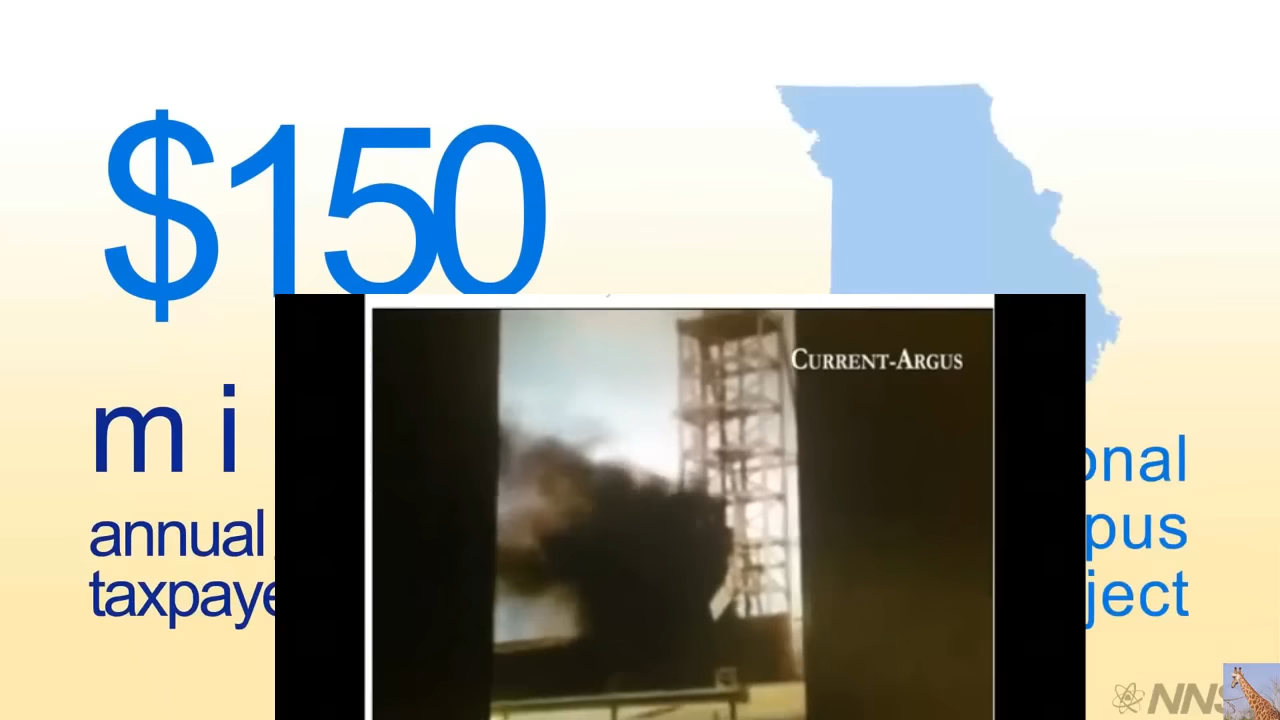 $150
m i
annual
taxpaye
onal
pus
ject
CURRENT-ARGUS
NNS